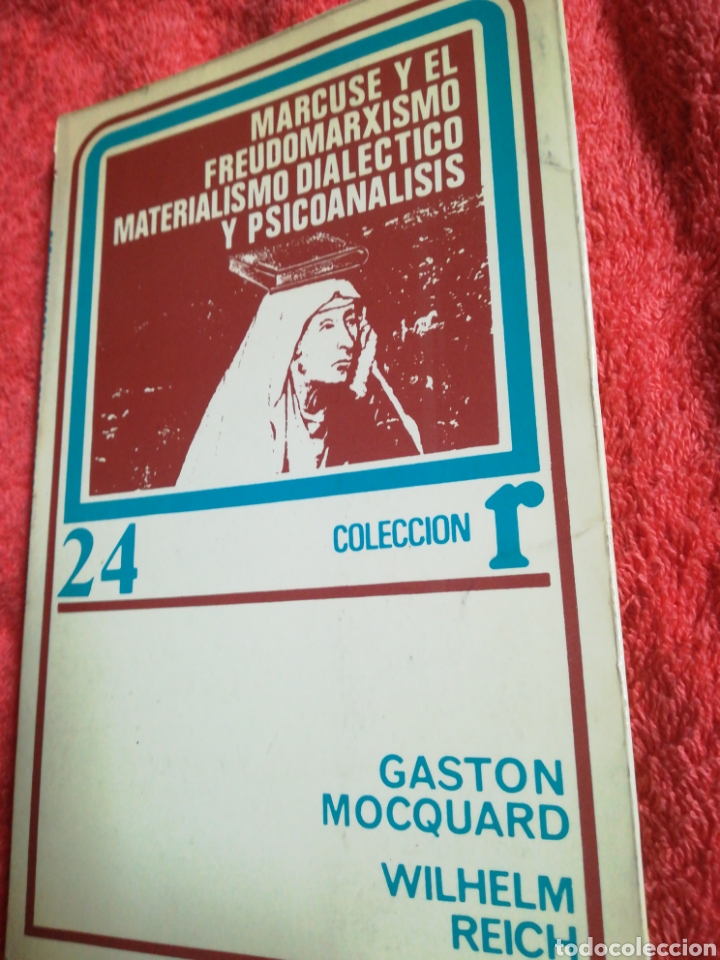 MARCUSE Y EL
FREUDOMARXISMO
MATERIALISMO DIALECTICO
Y PSICOANALISIS
24 COLECCION r
GASTON
MOCQUARD
WILHELM
REICH
todocoleccion